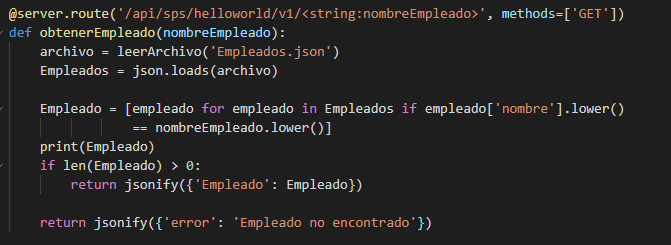 @server.route('/api/sps/helloworld/v1/<string:nombreEmpleado>', methods=['GET'])
def obtenerEmpleado(nombreEmpleado):
    archivo = leerArchivo('Empleados.json')
    Empleados = json.loads(archivo)

    Empleado = [empleado for empleado in Empleados if empleado['nombre'].lower()
                == nombreEmpleado.lower()]
    print(Empleado)
    if len(Empleado) > 0:
        return jsonify({'Empleado': Empleado})

    return jsonify({'error': 'Empleado no encontrado'})